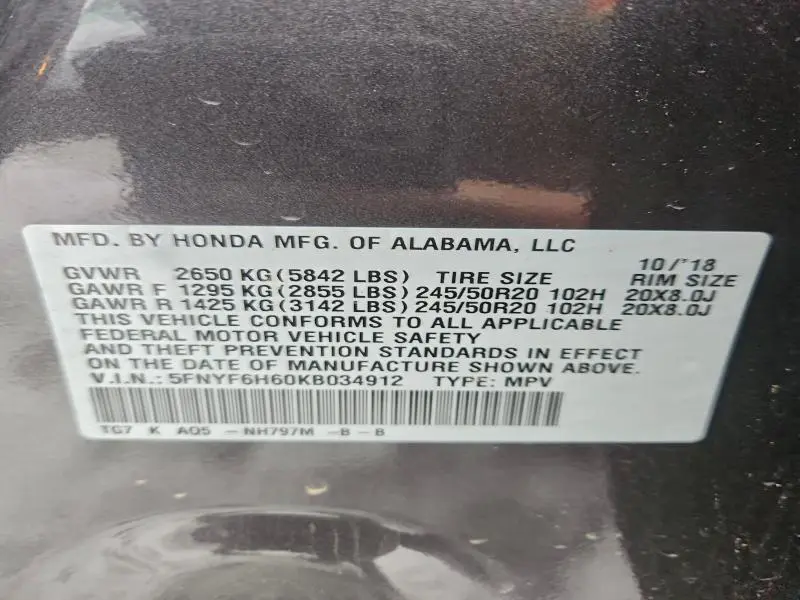 MFD. BY HONDA MFG. OF ALABAMA, LLC
10/'18
GVWR 2650 KG (5842 LBS) TIRE SIZE RIM SIZE
GAWR F 1295 KG (2855 LBS) 245/50R20 102H 20X8.0J
GAWR R 1425 KG (3142 LBS) 245/50R20 102H 20X8.0J
THIS VEHICLE CONFORMS TO ALL APPLICABLE
FEDERAL MOTOR VEHICLE SAFETY
AND THEFT PREVENTION STANDARDS IN EFFECT
ON THE DATE OF MANUFACTURE SHOWN ABOVE.
V.I.N.: 5FNYF6H60KB034912 TYPE: MPV
TG7 K A05 -NH797M -B -B